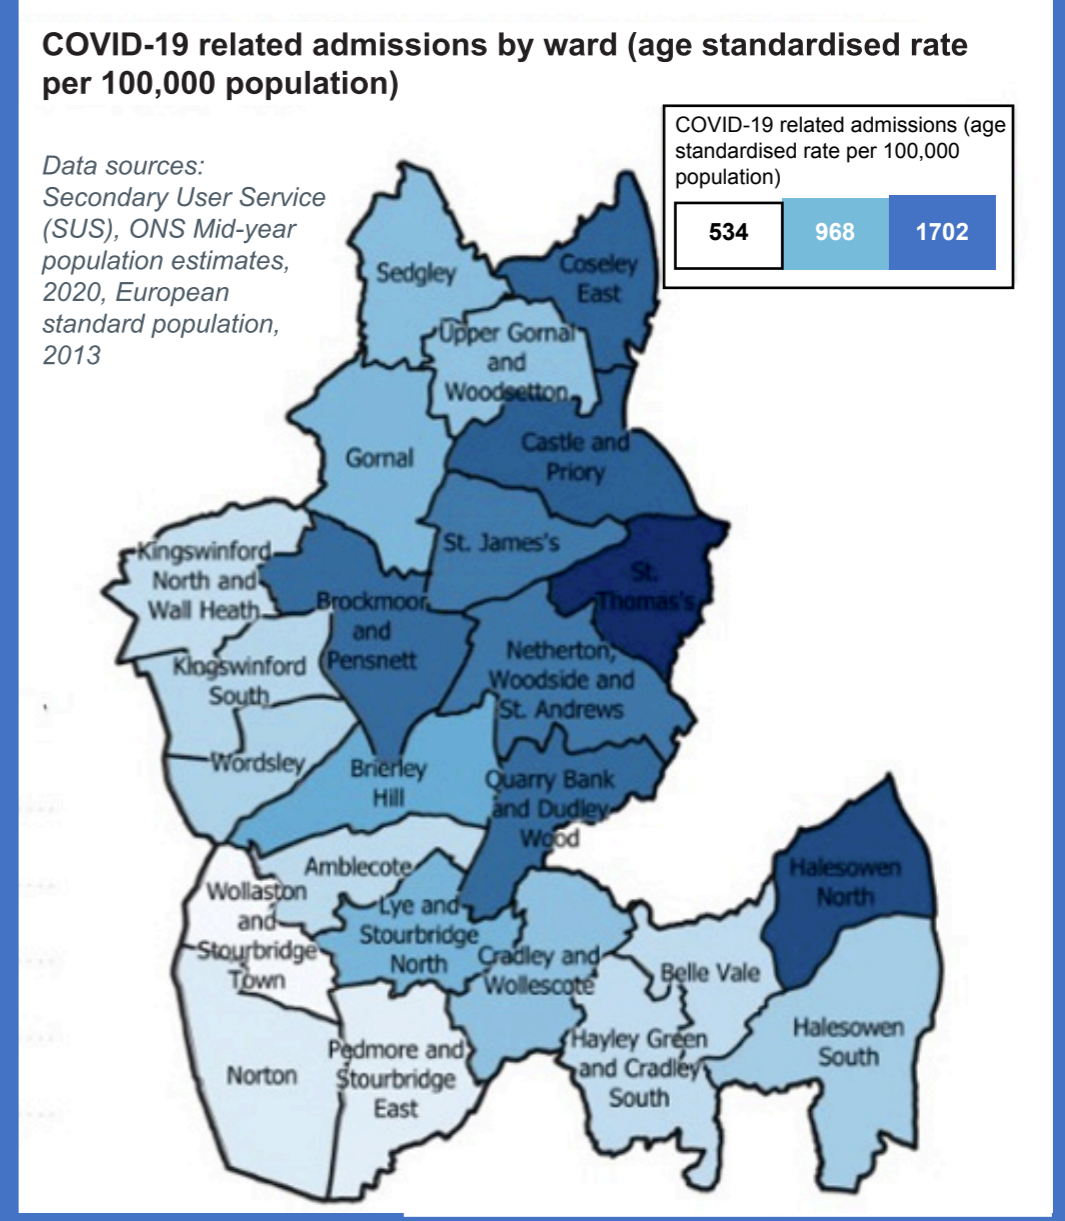 COVID-19 related admissions by ward (age standardised rate
per 100,000 population)
COVID-19 related admissions (age
standardised rate per 100,000
population)
534
968
1702
Data sources:
Secondary User Service
(SUS), ONS Mid-year
population estimates,
2020, European
standard population,
2013
Sedgley
Coseley
East
Upper Gornal
and
Woodsetton
Gornal
Castle and
Priory
Kingswinford
North and
Wall Heath
St. James's
St.
Thomas's
Brockmoor
and
Pensnett
Kingswinford
South
Netherton,
Woodside and
St. Andrews
Wordsley
Brierley
Hill
Quarry Bank
and Dudley
Wood
Amblecote
Halesowen
North
Wollaston
and
Stourbridge
Town
Lye and
Stourbridge
North
Cradley and
Wollescote
Belle Vale
Halesowen
South
Hayley Green
and Cradley
South
Norton
Pedmore and
Stourbridge
East